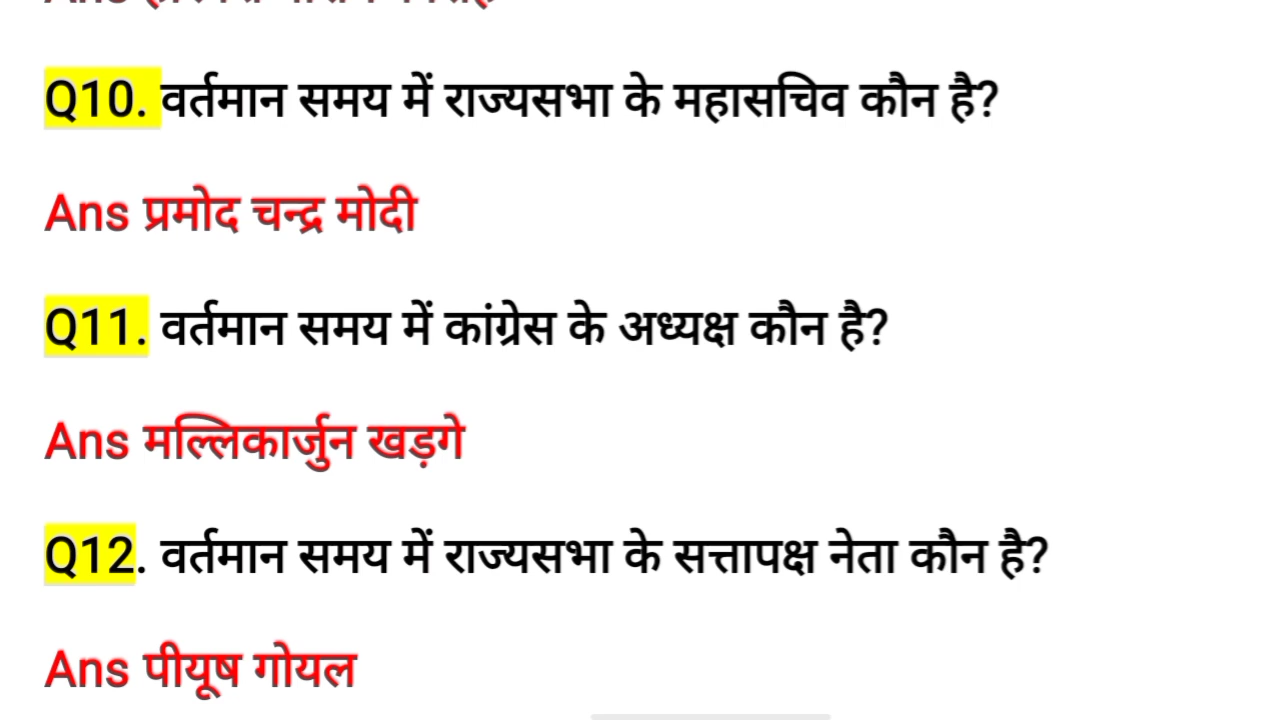 Q10. वर्तमान समय में राज्यसभा के महासचिव कौन है?
Ans प्रमोद चन्द्र मोदी
Q11. वर्तमान समय में कांग्रेस के अध्यक्ष कौन है?
Ans मल्लिकार्जुन खड़गे
Q12. वर्तमान समय में राज्यसभा के सत्तापक्ष नेता कौन है?
Ans पीयूष गोयल